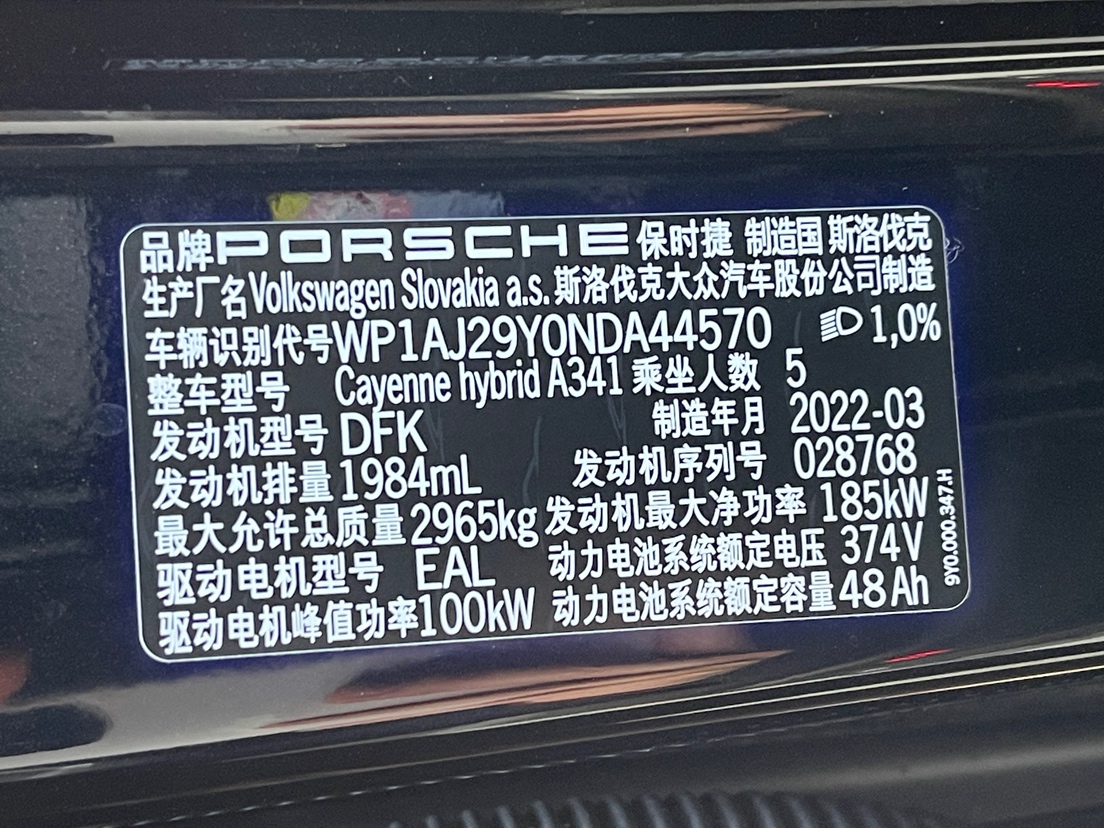 品牌PORSCHE保时捷 制造国 斯洛伐克
生产厂名Volkswagen Slovakia a.s.斯洛伐克大众汽车股份公司制造
车辆识别代号WP1AJ29Y0NDA44570 1,0%
整车型号 Cayenne hybrid A341 乘坐人数 5
发动机型号 DFK 制造年月 2022-03
发动机排量1984mL 发动机序列号 028768
最大允许总质量2965kg 发动机最大净功率 185kW
驱动电机型号 EAL 动力电池系统额定电压 374V
驱动电机峰值功率100kW 动力电池系统额定容量48Ah
9Y0.000.347.H